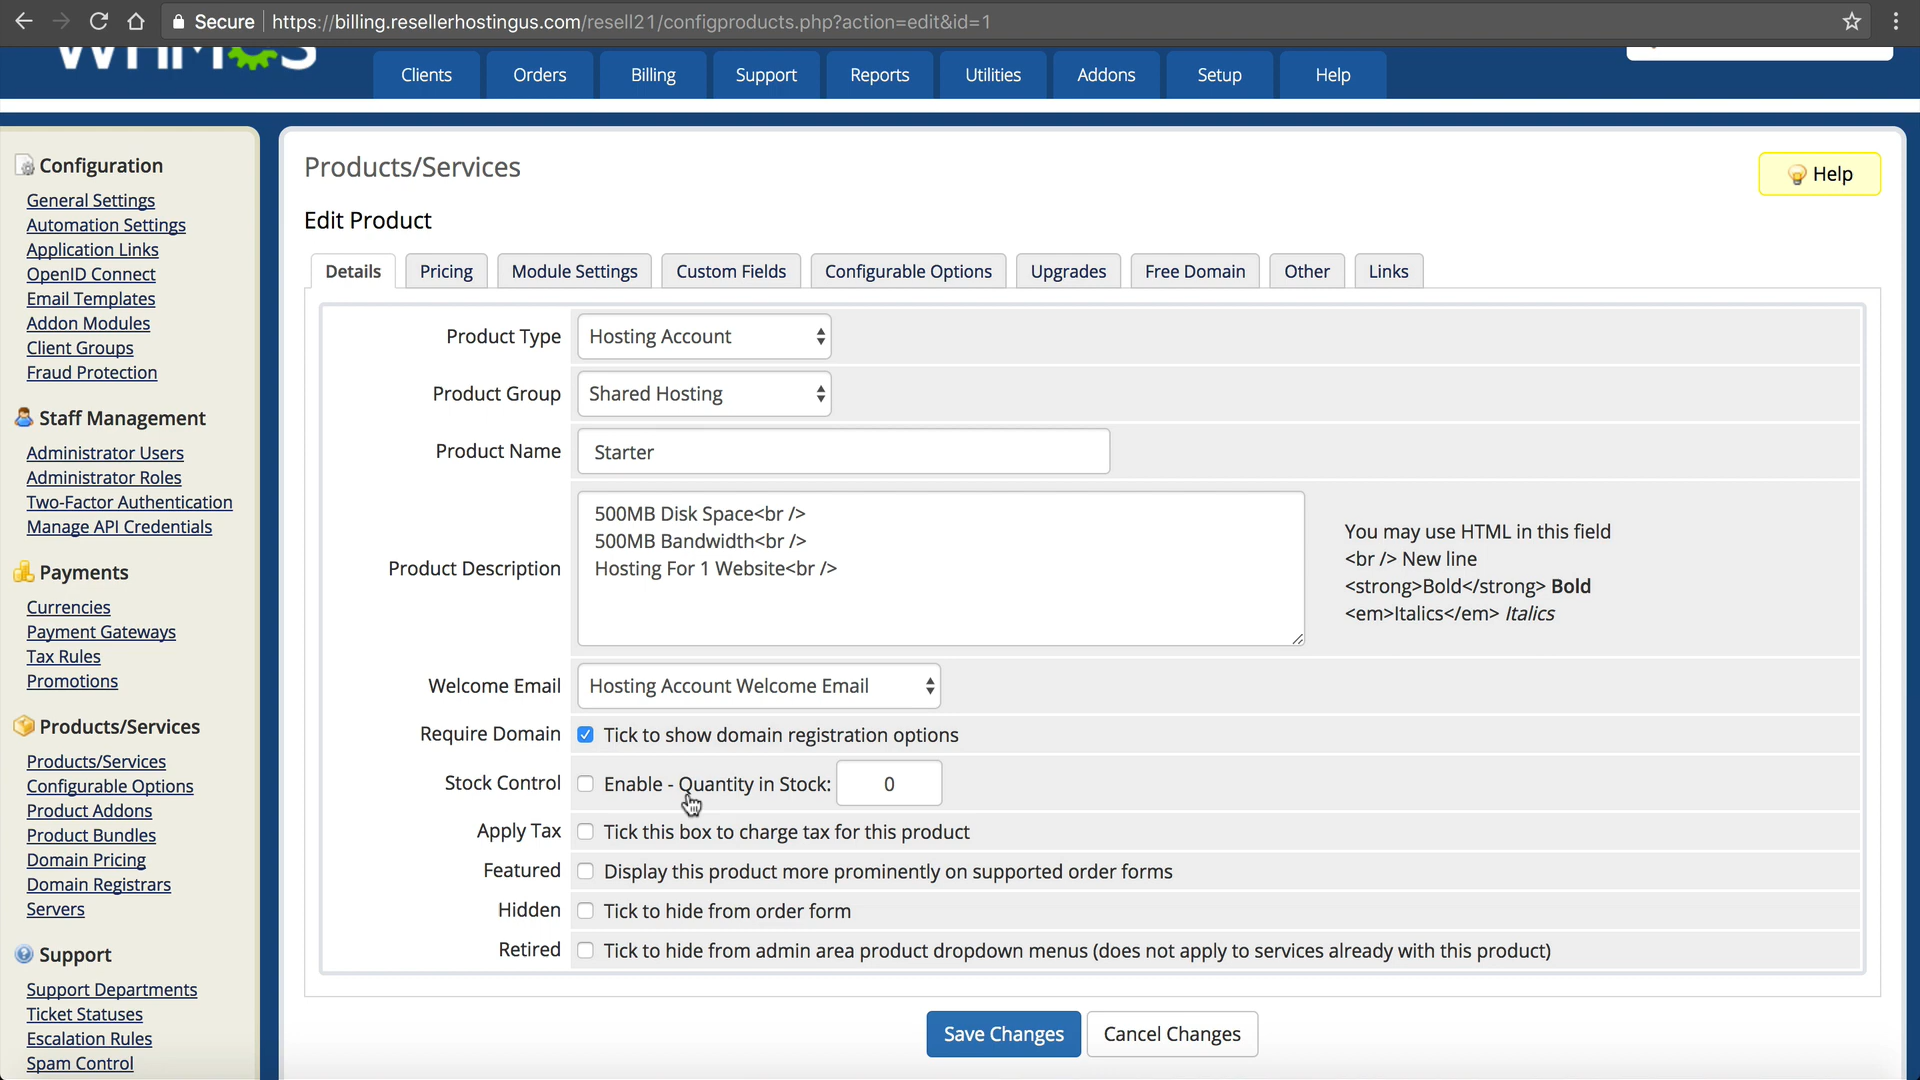 Secure https://billing.resellerhostingus.com/resell21/configproducts.php?action=edit&id=1
WHMCS
Clients
Orders
Billing
Support
Reports
Utilities
Addons
Setup
Help
Configuration
General Settings
Automation Settings
Application Links
OpenID Connect
Email Templates
Addon Modules
Client Groups
Fraud Protection
Staff Management
Administrator Users
Administrator Roles
Two-Factor Authentication
Manage API Credentials
Payments
Currencies
Payment Gateways
Tax Rules
Promotions
Products/Services
Products/Services
Configurable Options
Product Addons
Product Bundles
Domain Pricing
Domain Registrars
Servers
Support
Support Departments
Ticket Statuses
Escalation Rules
Spam Control
Products/Services
Help
Edit Product
Details
Pricing
Module Settings
Custom Fields
Configurable Options
Upgrades
Free Domain
Other
Links
Product Type Hosting Account
Product Group Shared Hosting
Product Name Starter
Product Description
500MB Disk Space<br />
500MB Bandwidth<br />
Hosting For 1 Website<br />
You may use HTML in this field
<br /> New line
<strong>Bold</strong> Bold
<em>Italics</em> Italics
Welcome Email Hosting Account Welcome Email
Require Domain Tick to show domain registration options
Stock Control Enable - Quantity in Stock: 0
Apply Tax Tick this box to charge tax for this product
Featured Display this product more prominently on supported order forms
Hidden Tick to hide from order form
Retired Tick to hide from admin area product dropdown menus (does not apply to services already with this product)
Save Changes
Cancel Changes